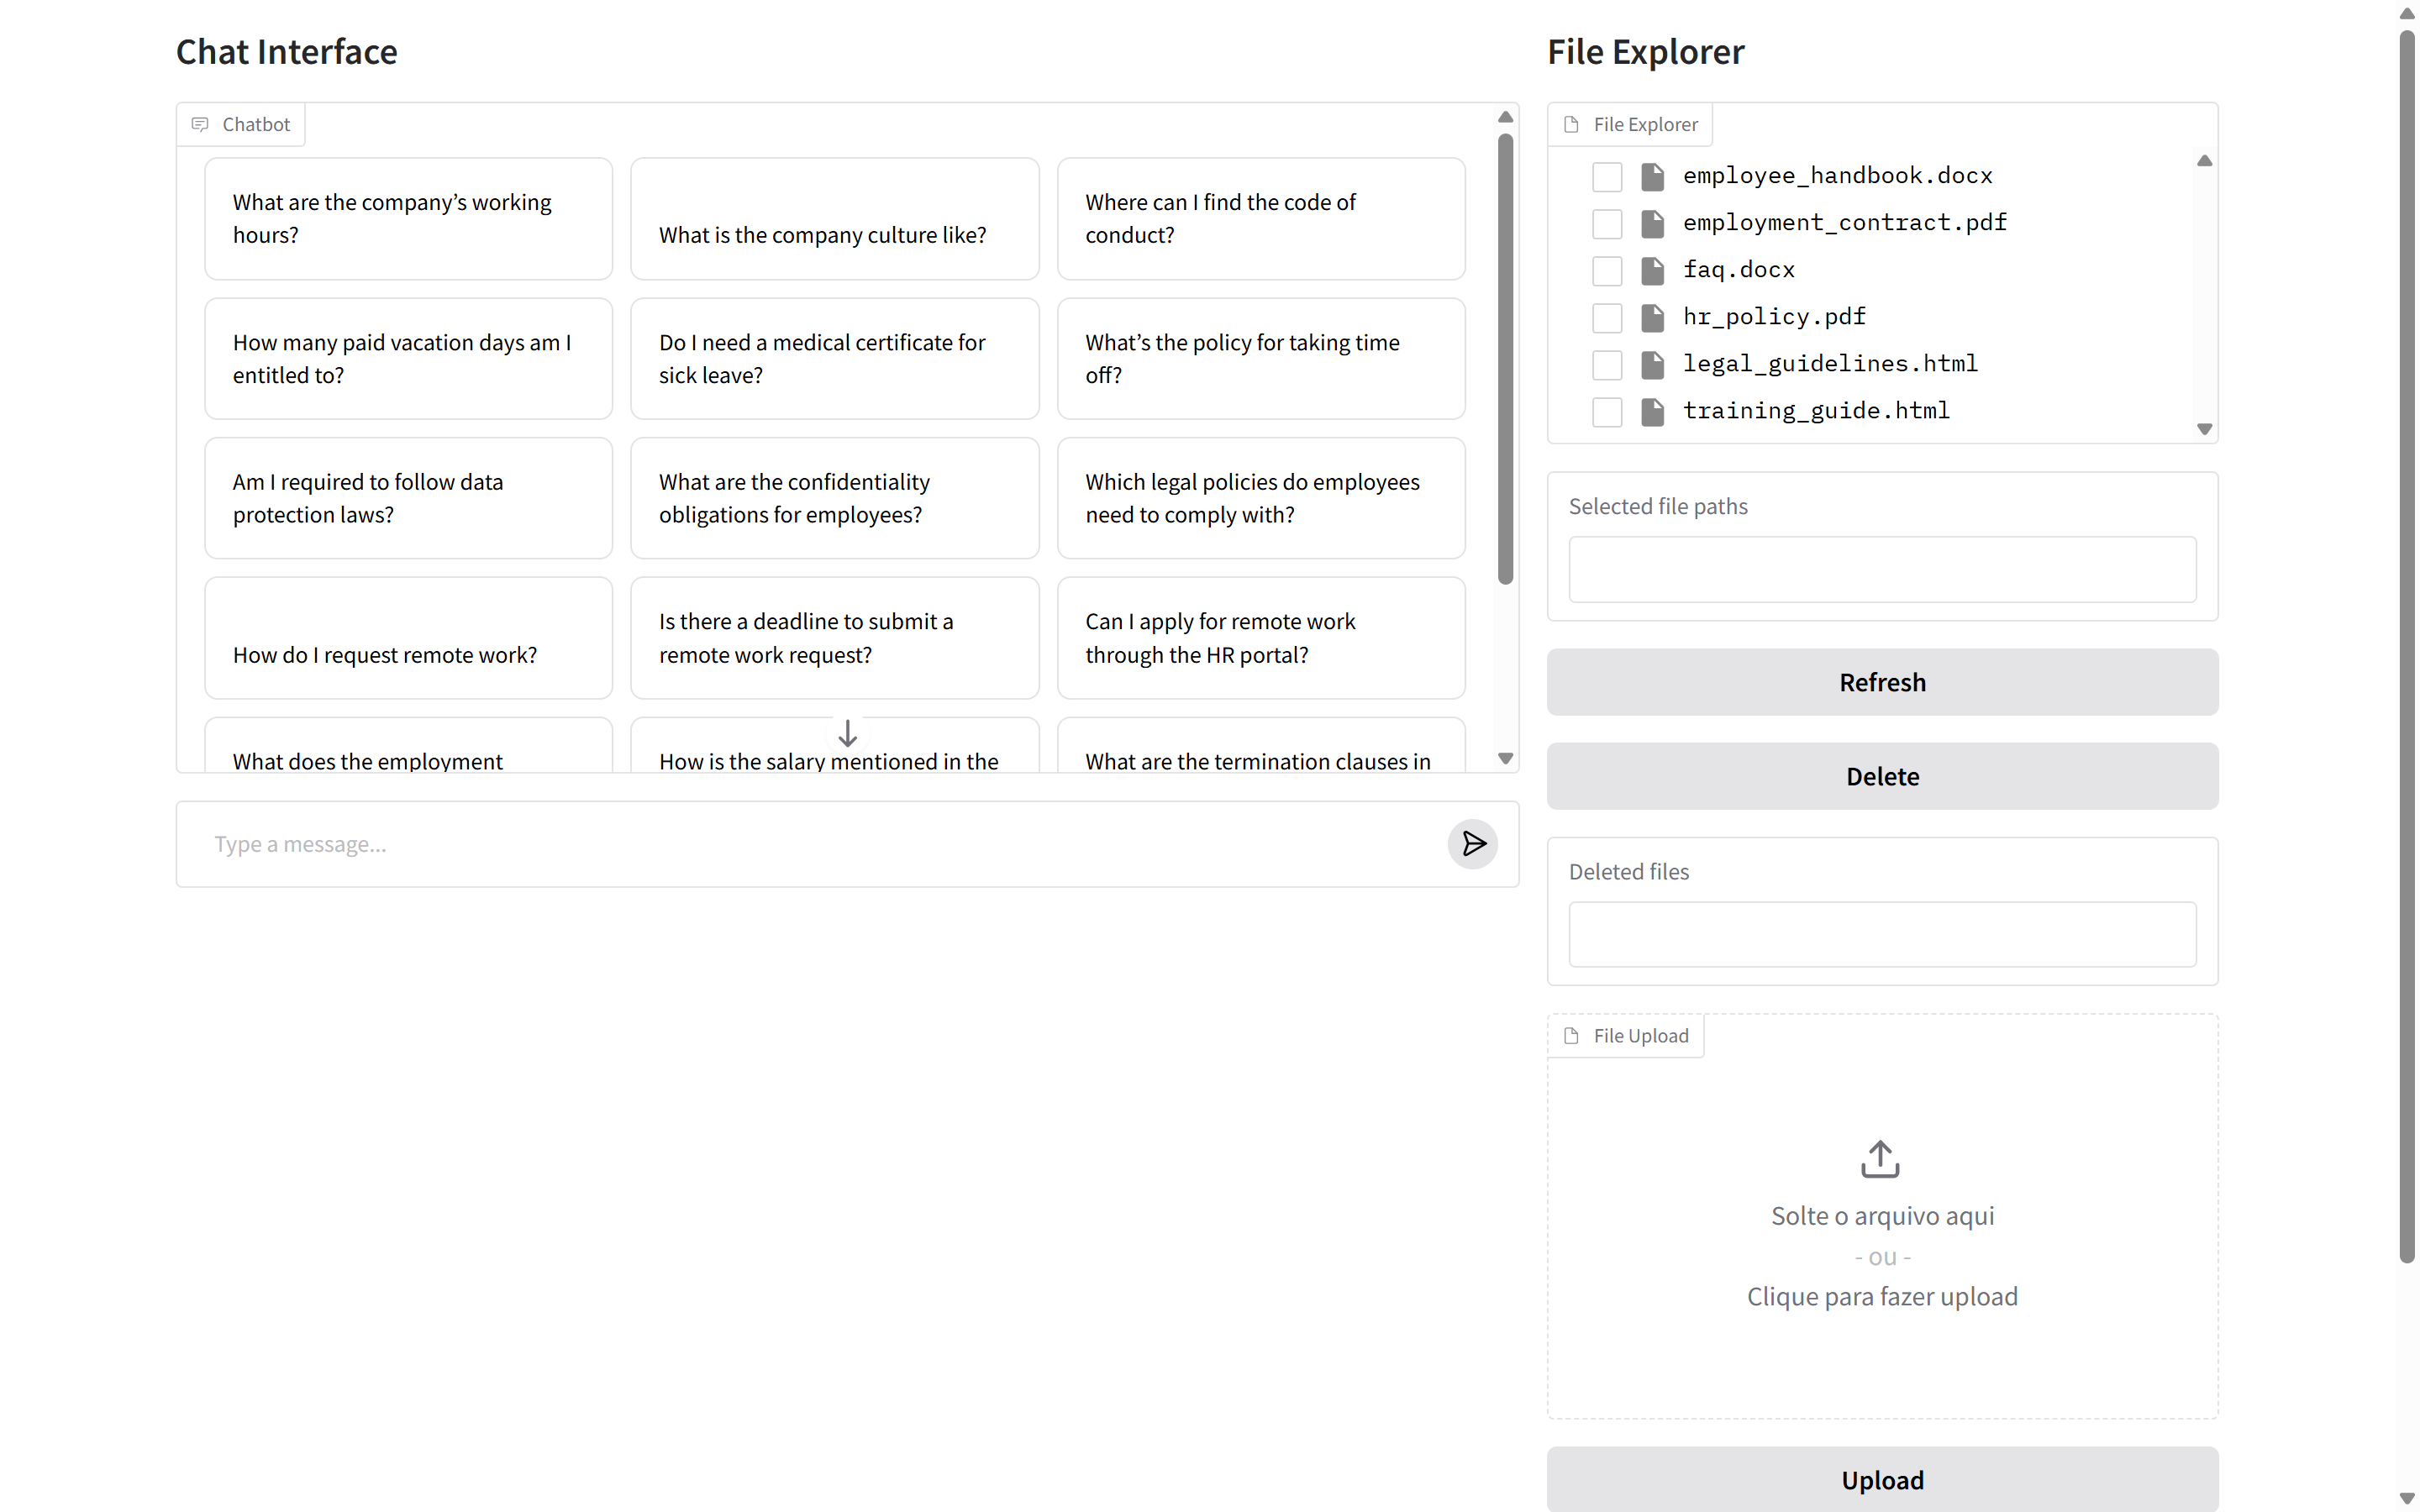 Chat Interface
Chatbot
What are the company’s working
hours?
What is the company culture like?
Where can I find the code of
conduct?
How many paid vacation days am I
entitled to?
Do I need a medical certificate for
sick leave?
What’s the policy for taking time
off?
Am I required to follow data
protection laws?
What are the confidentiality
obligations for employees?
Which legal policies do employees
need to comply with?
How do I request remote work?
Is there a deadline to submit a
remote work request?
Can I apply for remote work
through the HR portal?
What does the employment
How is the salary mentioned in the
What are the termination clauses in
Type a message...
File Explorer
File Explorer
employee_handbook.docx
employment_contract.pdf
faq.docx
hr_policy.pdf
legal_guidelines.html
training_guide.html
Selected file paths
Refresh
Delete
Deleted files
File Upload
Solte o arquivo aqui
- ou -
Clique para fazer upload
Upload